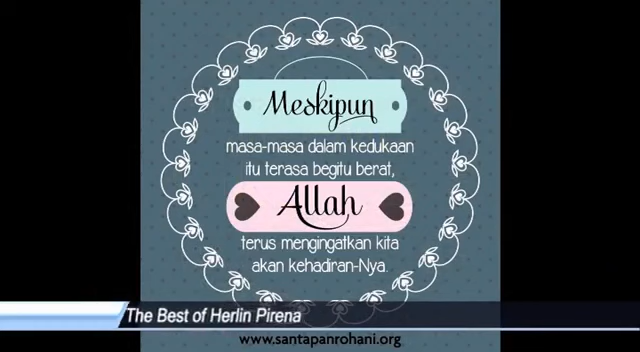 Meskipun
masa-masa dalam kedukaan
itu terasa begitu berat,
Allah
terus mengingatkan kita
akan kehadiran-Nya.
The Best of Herlin Pirena
www.santapanrohani.org